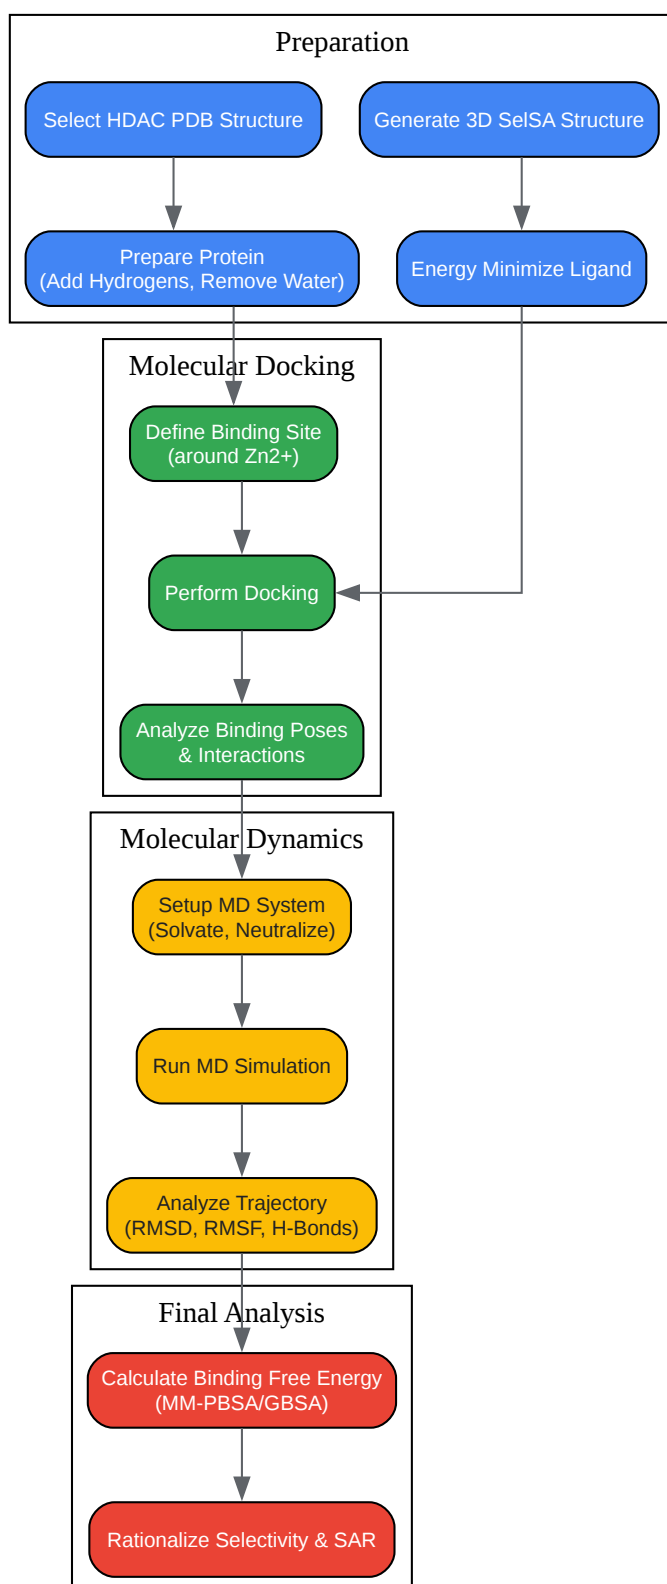 Preparation
Select HDAC PDB Structure
Generate 3D SelSA Structure
Prepare Protein
(Add Hydrogens, Remove Water)
Energy Minimize Ligand
Molecular Docking
Define Binding Site
(around Zn2+)
Perform Docking
Analyze Binding Poses
& Interactions
Molecular Dynamics
Setup MD System
(Solvate, Neutralize)
Run MD Simulation
Analyze Trajectory
(RMSD, RMSF, H-Bonds)
Final Analysis
Calculate Binding Free Energy
(MM-PBSA/GBSA)
Rationalize Selectivity & SAR